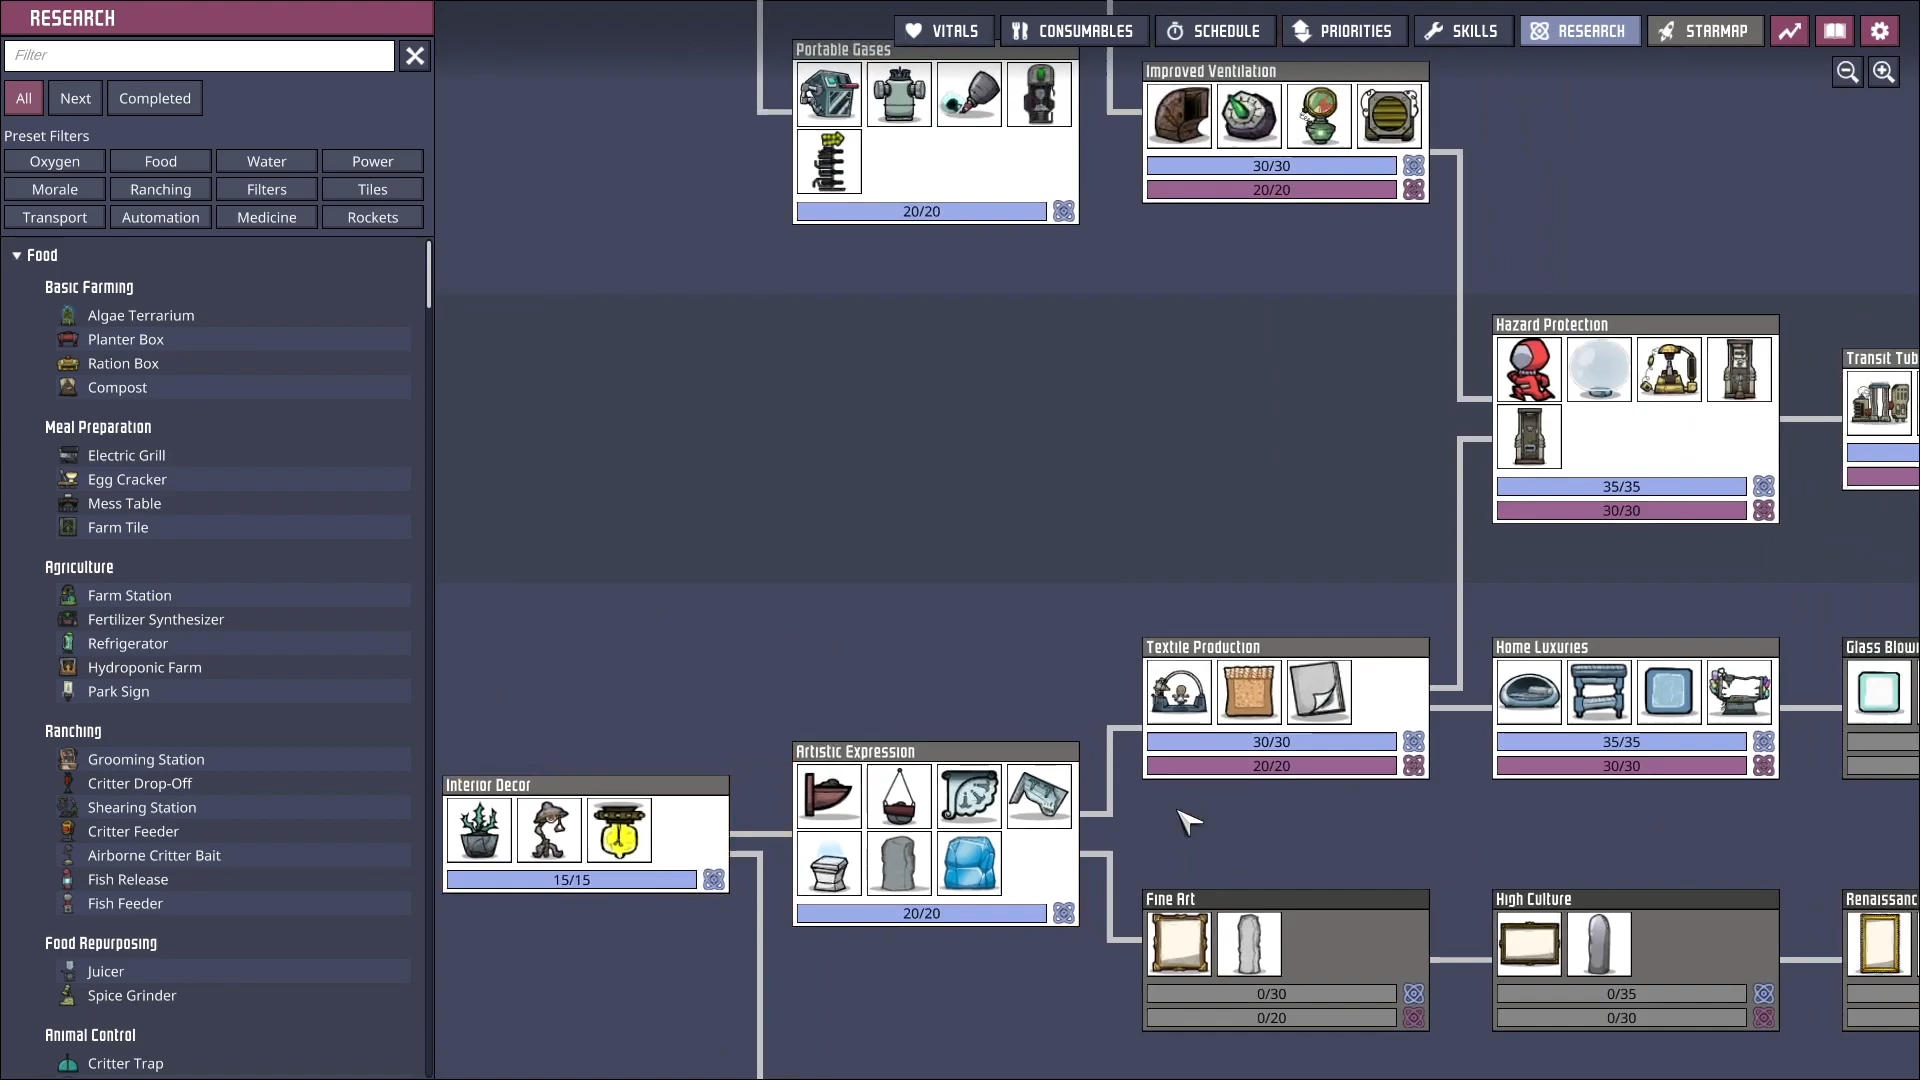 RESEARCH
Filter
All
Next
Completed
Preset Filters
Oxygen
Food
Water
Power
Morale
Ranching
Filters
Tiles
Transport
Automation
Medicine
Rockets
Food
Basic Farming
Algae Terrarium
Planter Box
Ration Box
Compost
Meal Preparation
Electric Grill
Egg Cracker
Mess Table
Farm Tile
Agriculture
Farm Station
Fertilizer Synthesizer
Refrigerator
Hydroponic Farm
Park Sign
Ranching
Grooming Station
Critter Drop-Off
Shearing Station
Critter Feeder
Airborne Critter Bait
Fish Release
Fish Feeder
Food Repurposing
Juicer
Spice Grinder
Animal Control
Critter Trap
VITALS
CONSUMABLES
SCHEDULE
PRIORITIES
SKILLS
RESEARCH
STARMAP
Portable Gases
20/20
Improved Ventilation
30/30
20/20
Hazard Protection
35/35
30/30
Transit Tub
Textile Production
30/30
20/20
Home Luxuries
35/35
30/30
Glass Blow
Interior Decor
15/15
Artistic Expression
20/20
Fine Art
0/30
0/20
High Culture
0/35
0/30
Renaissanc